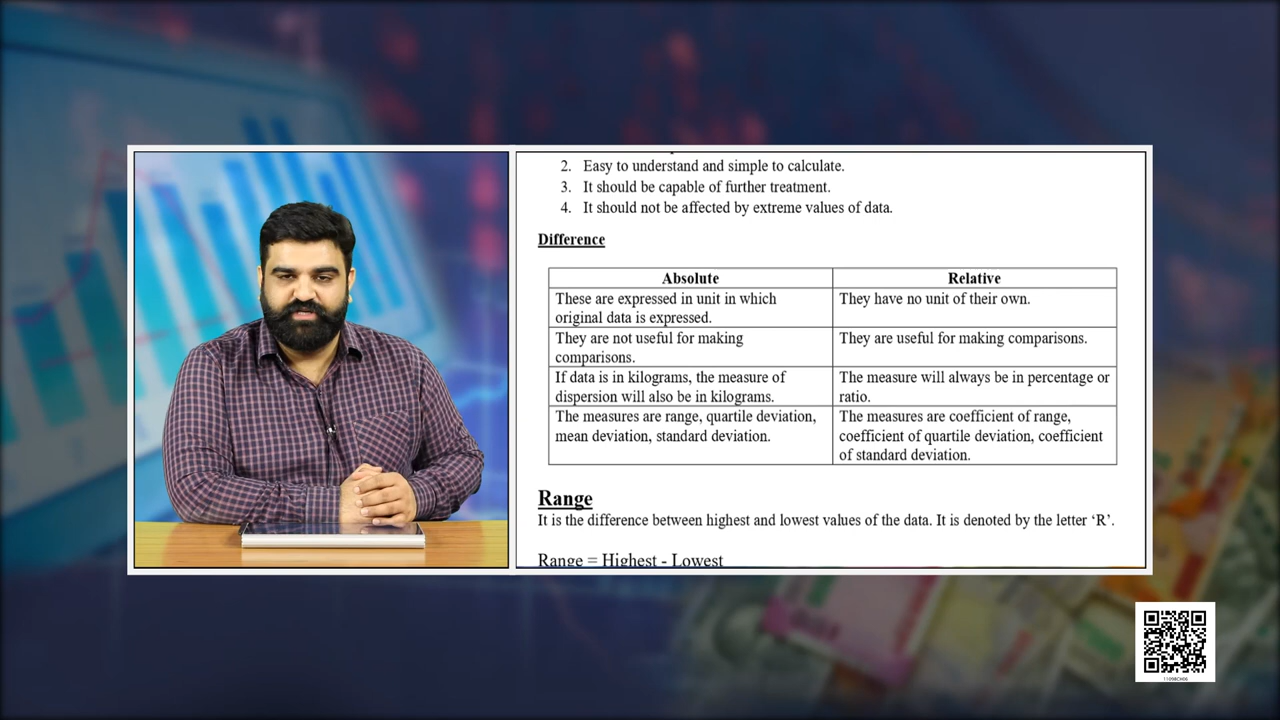 2. Easy to understand and simple to calculate.
3. It should be capable of further treatment.
4. It should not be affected by extreme values of data.
Difference
Absolute
Relative
These are expressed in unit in which
original data is expressed.
They have no unit of their own.
They are not useful for making
comparisons.
They are useful for making comparisons.
If data is in kilograms, the measure of
dispersion will also be in kilograms.
The measure will always be in percentage or
ratio.
The measures are range, quartile deviation,
mean deviation, standard deviation.
The measures are coefficient of range,
coefficient of quartile deviation, coefficient
of standard deviation.
Range
It is the difference between highest and lowest values of the data. It is denoted by the letter ‘R’.
Range = Highest - Lowest